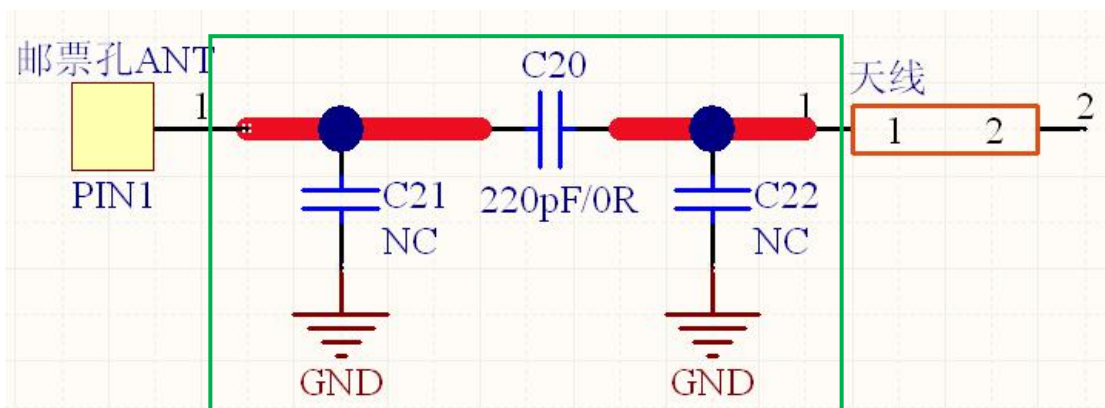 邮票孔ANT
1
PIN1
C20
220pF/0R
C21
NC
GND
C22
NC
GND
1
天线
1 2
2